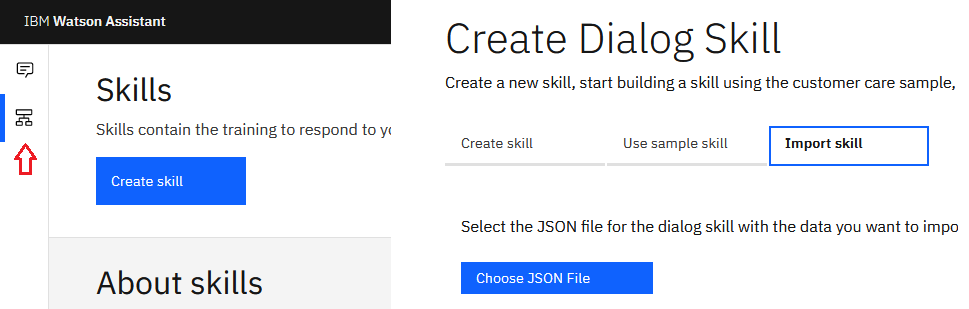 IBM Watson Assistant
Skills
Skills contain the training to respond to yo
Create skill
About skills
Create Dialog Skill
Create a new skill, start building a skill using the customer care sample,
Create skill
Use sample skill
Import skill
Select the JSON file for the dialog skill with the data you want to impo
Choose JSON File